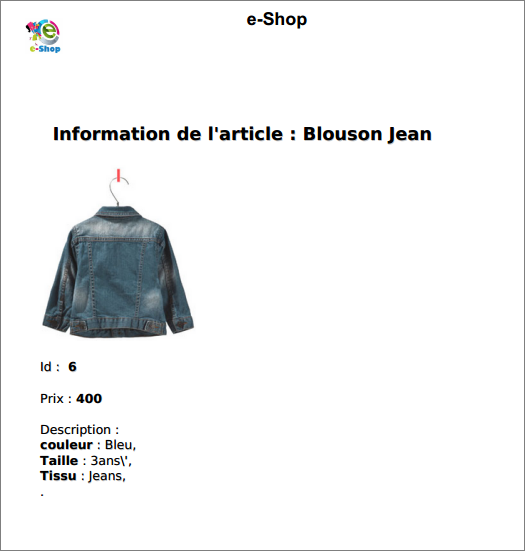 e-Shop
e-Shop
Information de l'article : Blouson Jean
Id : 6
Prix : 400
Description :
couleur : Bleu,
Taille : 3ans\',
Tissu : Jeans,
.